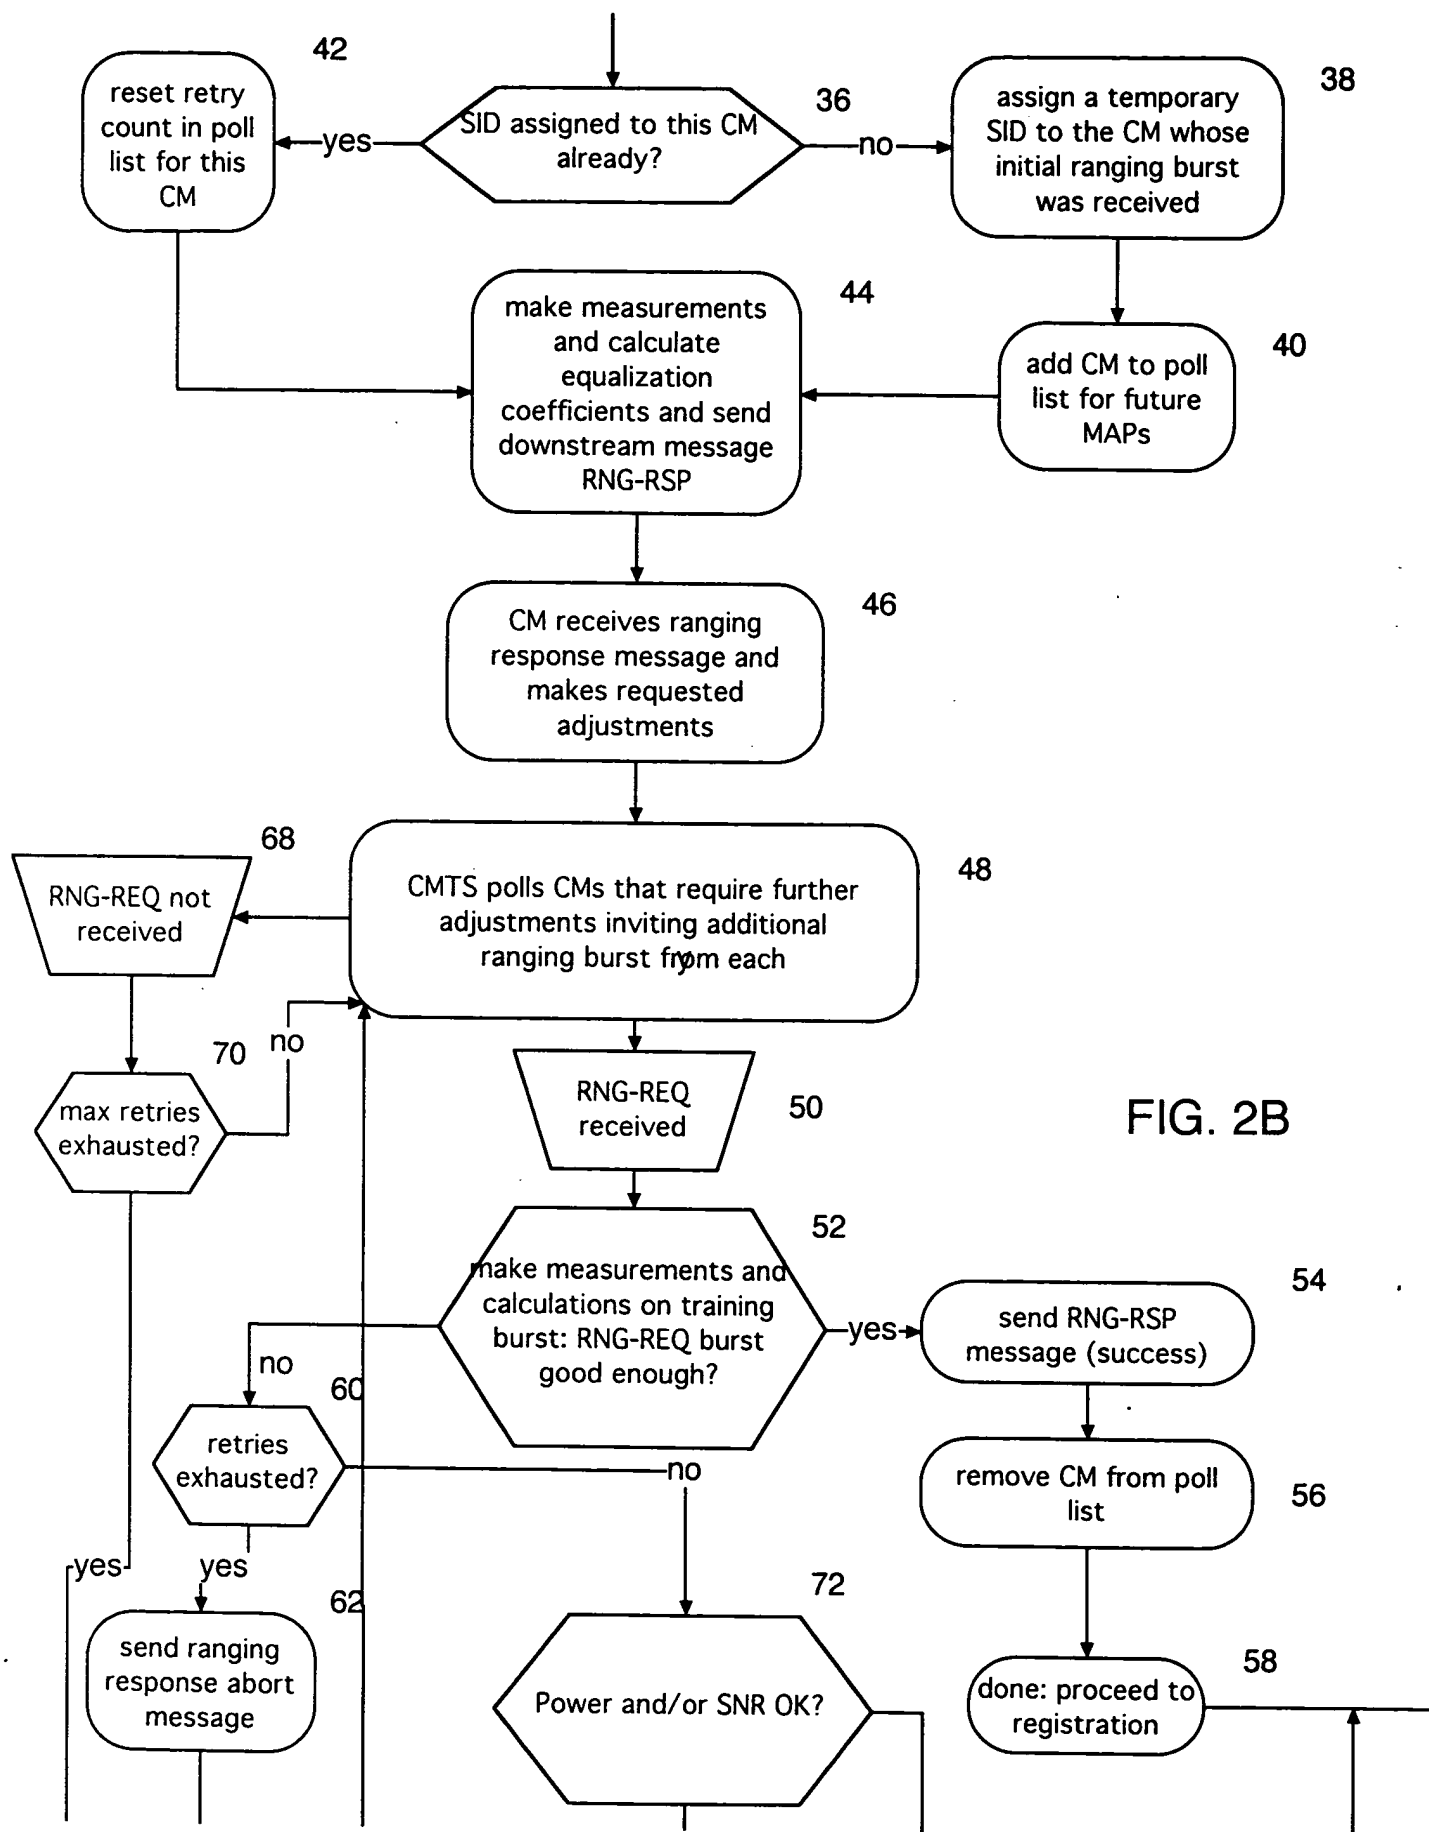 42
reset retry
count in poll
list for this
CM
yes
SID assigned to this CM
already?
36
no
38
assign a temporary
SID to the CM whose
initial ranging burst
was received
44
make measurements
and calculate
equalization
coefficients and send
downstream message
RNG-RSP
40
add CM to poll
list for future
MAPs
46
CM receives ranging
response message and
makes requested
adjustments
68
RNG-REQ not
received
48
CMTS polls CMs that require further
adjustments inviting additional
ranging burst from each
70
no
max retries
exhausted?
RNG-REQ
received
50
FIG. 2B
52
make measurements and
calculations on training
burst: RNG-REQ burst
good enough?
yes
54
send RNG-RSP
message (success)
no
60
retries
exhausted?
no
remove CM from poll
list
56
yes
yes
62
send ranging
response abort
message
72
Power and/or SNR OK?
58
done: proceed to
registration